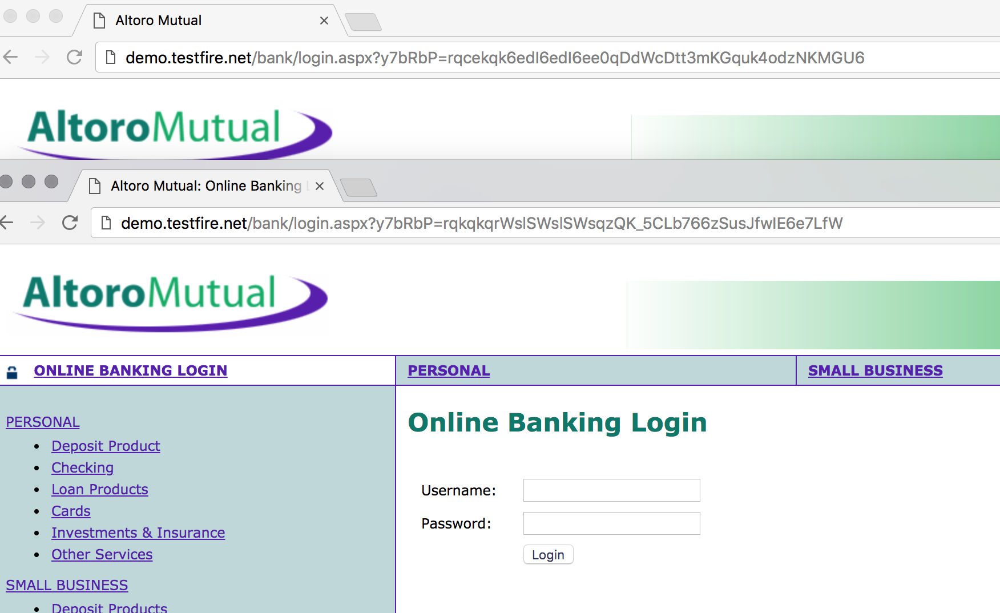 Altoro Mutual
demo.testfire.net/bank/login.aspx?y7bRbP=rqcekqk6edI6edI6ee0qDdWcDtt3mKGquk4odzNKMGU6
AltoroMutual
Altoro Mutual: Online Banking
demo.testfire.net/bank/login.aspx?y7bRbP=rqkqkqrWslSWslSWsqzQK_5CLb766zSusJfwIE6e7LfW
AltoroMutual
ONLINE BANKING LOGIN
PERSONAL
SMALL BUSINESS
PERSONAL
Deposit Product
Checking
Loan Products
Cards
Investments & Insurance
Other Services
SMALL BUSINESS
Deposit Products
Online Banking Login
Username:
Password:
Login